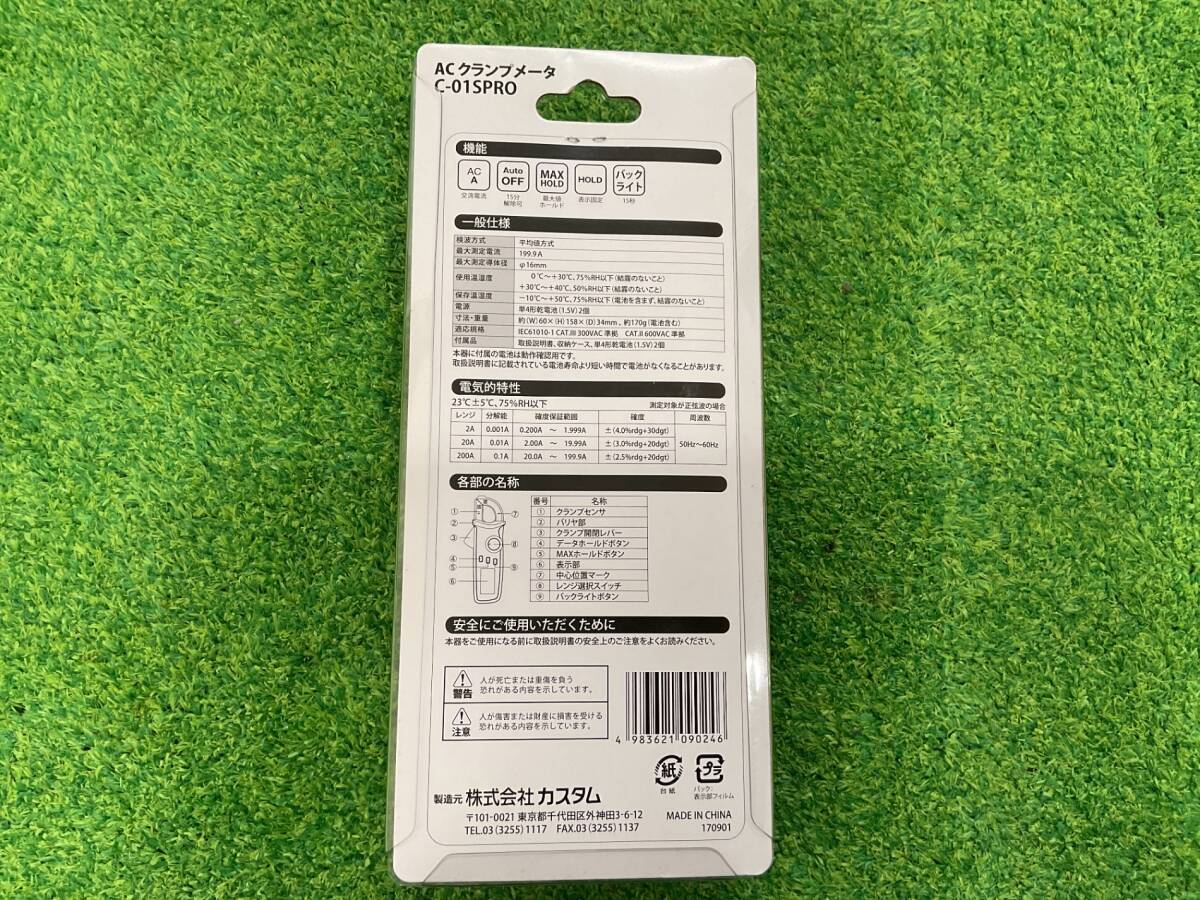 AC クランプメータ
C-01SPRO
機能
AC A
Auto OFF
MAX HOLD
HOLD
バックライト
交流電流
15分 解除可
最大値 ホールド
表示固定
15秒
一般仕様
検波方式 平均値方式
最大測定電流 199.9 A
最大測定導体径 φ16mm
使用温湿度 0℃～+30℃、75%RH以下（結露のないこと）
+30℃～+40℃、50%RH以下（結露のないこと）
保存温湿度 －10℃～+50℃、75%RH以下（電池を含まず、結露のないこと）
電源 単4形乾電池（1.5V）2個
寸法・重量 約（W）60×（H）158×（D）34mm 、約170g（電池含む）
適応規格 IEC61010-1 CAT.III 300VAC 準拠 CAT.II 600VAC 準拠
付属品 取扱説明書、収納ケース、単4形乾電池（1.5V）2個
本器に付属の電池は動作確認用です。
取扱説明書に記載されている電池寿命より短い時間で電池がなくなることがあります。
電気的特性
23℃±5℃、75%RH以下 測定対象が正弦波の場合
レンジ 分解能 確度保証範囲 確度 周波数
2A 0.001A 0.200A ～ 1.999A ±（4.0%rdg+30dgt）
20A 0.01A 2.00A ～ 19.99A ±（3.0%rdg+20dgt） 50Hz～60Hz
200A 0.1A 20.0A ～ 199.9A ±（2.5%rdg+20dgt）
各部の名称
番号 名称
① クランプセンサ
② バリヤ部
③ クランプ開閉レバー
④ データホールドボタン
⑤ MAXホールドボタン
⑥ 表示部
⑦ 中心位置マーク
⑧ レンジ選択スイッチ
⑨ バックライトボタン
①
②
③
④
⑤
⑥
⑦
⑧
⑨
安全にご使用いただくために
本器をご使用になる前に取扱説明書の安全上のご注意をよくお読みください。
警告
人が死亡または重傷を負う
恐れがある内容を示しています。
注意
人が傷害または財産に損害を受ける
恐れがある内容を示しています。
4 983621 090246
紙
台紙
プラ
パック：
表示部フィルム
製造元 株式会社 カスタム
〒101-0021 東京都千代田区外神田3-6-12
TEL.03 (3255) 1117 FAX.03 (3255) 1137
MADE IN CHINA
170901